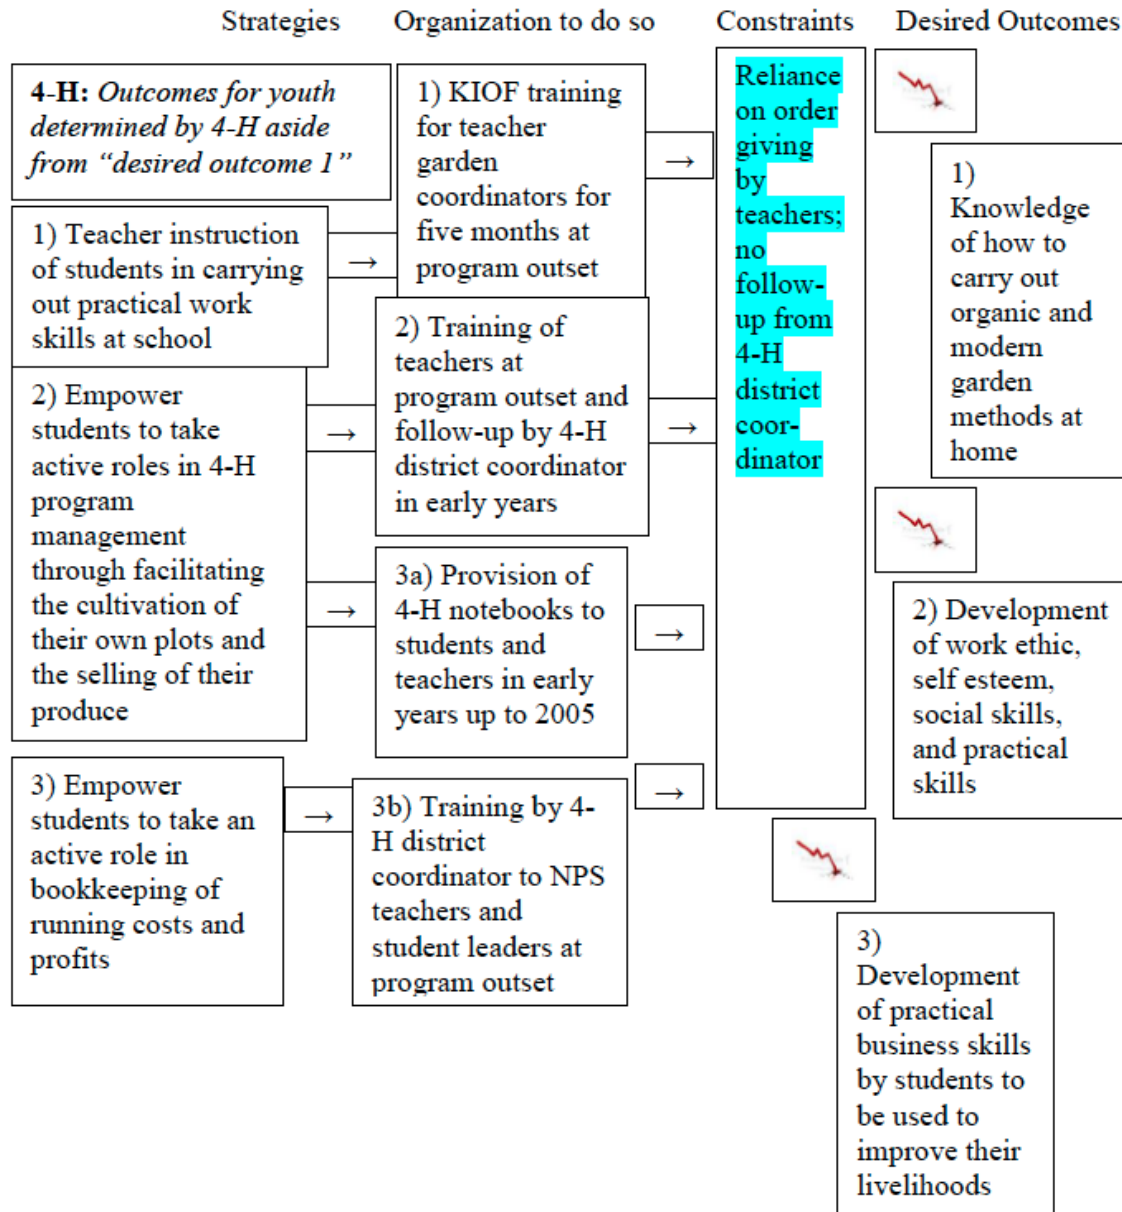 Strategies
Organization to do so
Constraints
Desired Outcomes
4-H: Outcomes for youth
determined by 4-H aside
from “desired outcome 1”
1) Teacher instruction
of students in carrying
out practical work
skills at school
2) Empower
students to take
active roles in 4-H
program
management
through facilitating
the cultivation of
their own plots and
the selling of their
produce
3) Empower
students to take an
active role in
bookkeeping of
running costs and
profits
→
→
→
→
1) KIOF training
for teacher
garden
coordinators for
five months at
program outset
2) Training of
teachers at
program outset and
follow-up by 4-H
district coordinator
in early years
3a) Provision of
4-H notebooks to
students and
teachers in early
years up to 2005
3b) Training by 4-
H district
coordinator to NPS
teachers and
student leaders at
program outset
→
→
→
→
Reliance
on order
giving
by
teachers;
no
follow-
up from
4-H
district
coor-
dinator
1)
Knowledge
of how to
carry out
organic and
modern
garden
methods at
home
2) Development
of work ethic,
self esteem,
social skills,
and practical
skills
3)
Development
of practical
business skills
by students to
be used to
improve their
livelihoods